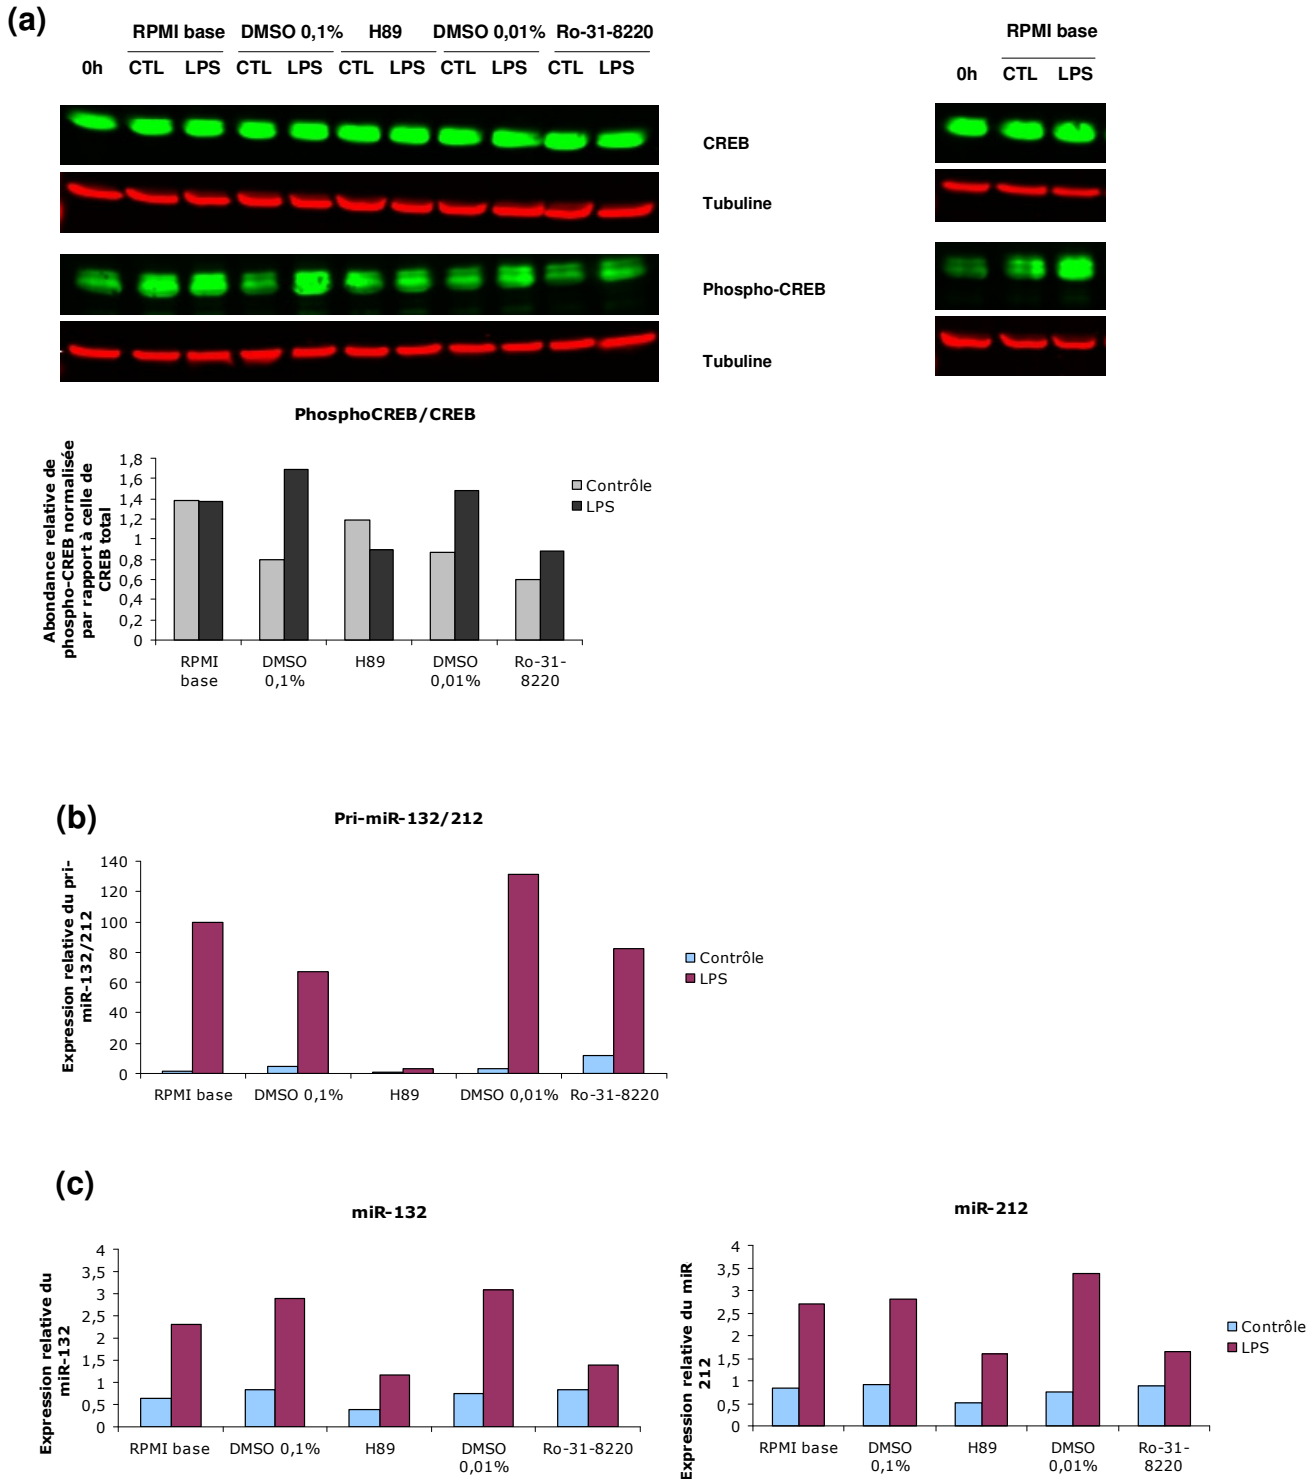 (a)
RPMI base DMSO 0,1% H89 DMSO 0,01% Ro-31-8220
0h CTL LPS CTL LPS CTL LPS CTL LPS CTL LPS
RPMI base
0h CTL LPS
CREB
Tubuline
Phospho-CREB
Tubuline
PhosphoCREB/CREB
Abondance relative de
phospho-CREB normalisée
par rapport à celle de
CREB total
1,8
1,6
1,4
1,2
1
0,8
0,6
0,4
0,2
0
RPMI base
DMSO 0,1%
H89
DMSO 0,01%
Ro-31-
8220
Contrôle
LPS
(b)
Pri-miR-132/212
Expression relative du pri-
miR-132/212
140
120
100
80
60
40
20
0
RPMI base DMSO 0,1% H89 DMSO 0,01% Ro-31-8220
Contrôle
LPS
(c)
miR-132
Expression relative du
miR-132
4
3,5
3
2,5
2
1,5
1
0,5
0
RPMI base DMSO 0,1% H89 DMSO 0,01% Ro-31-8220
miR-212
Expression relative du miR
212
4
3,5
3
2,5
2
1,5
1
0,5
0
RPMI base DMSO 0,1% H89 DMSO 0,01% Ro-31-
8220
Contrôle
LPS